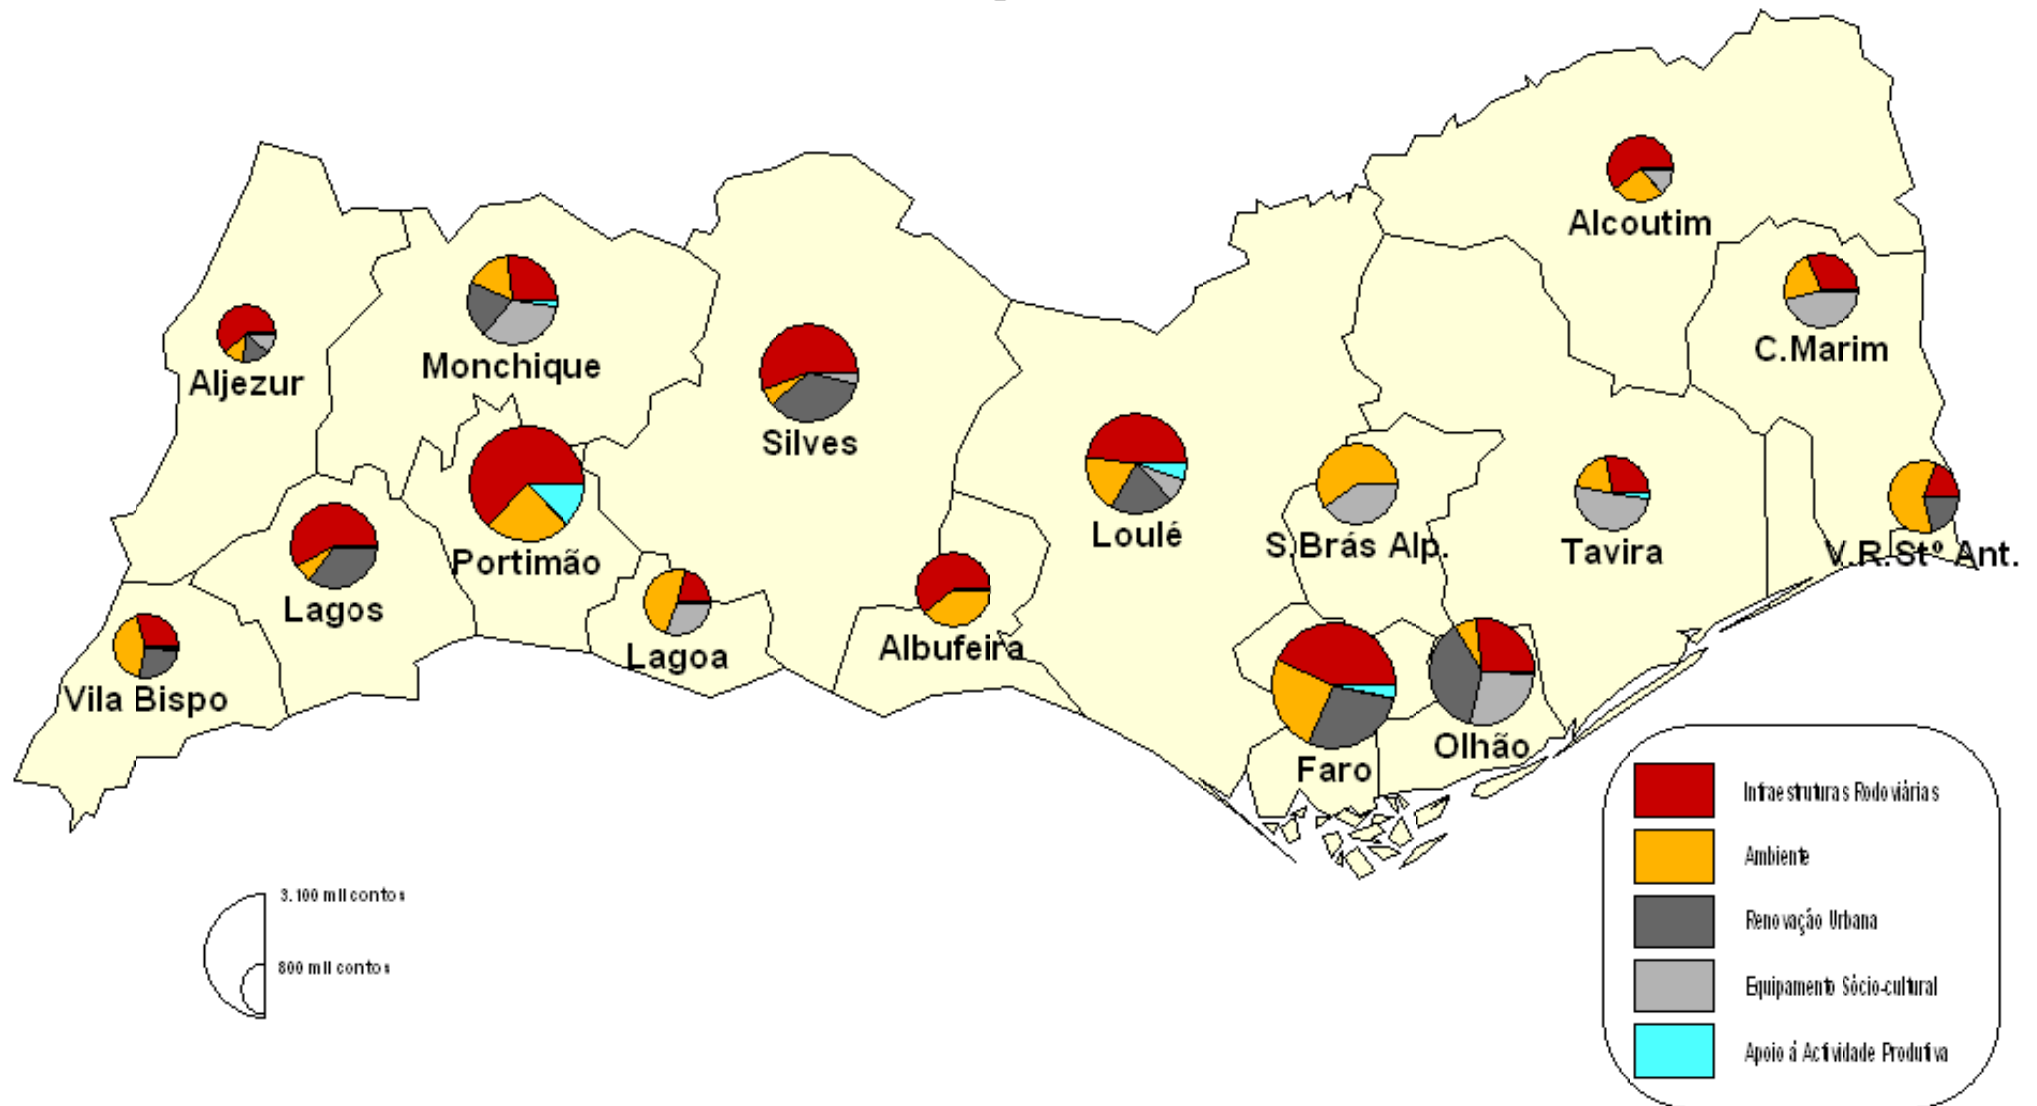 Alcoutim
C.Marim
Monchique
Aljezur
Silves
Loulé
S.Brás Alp.
Tavira
V.R.Stº Ant.
Portimão
Lagos
Lagoa
Albufeira
Vila Bispo
Olhão
Faro
Infraestruturas Rodoviárias
Ambiente
Renovação Urbana
Equipamento Sócio-cultural
Apoio á Actividade Produtiva
3.100 mil contos
800 mil contos